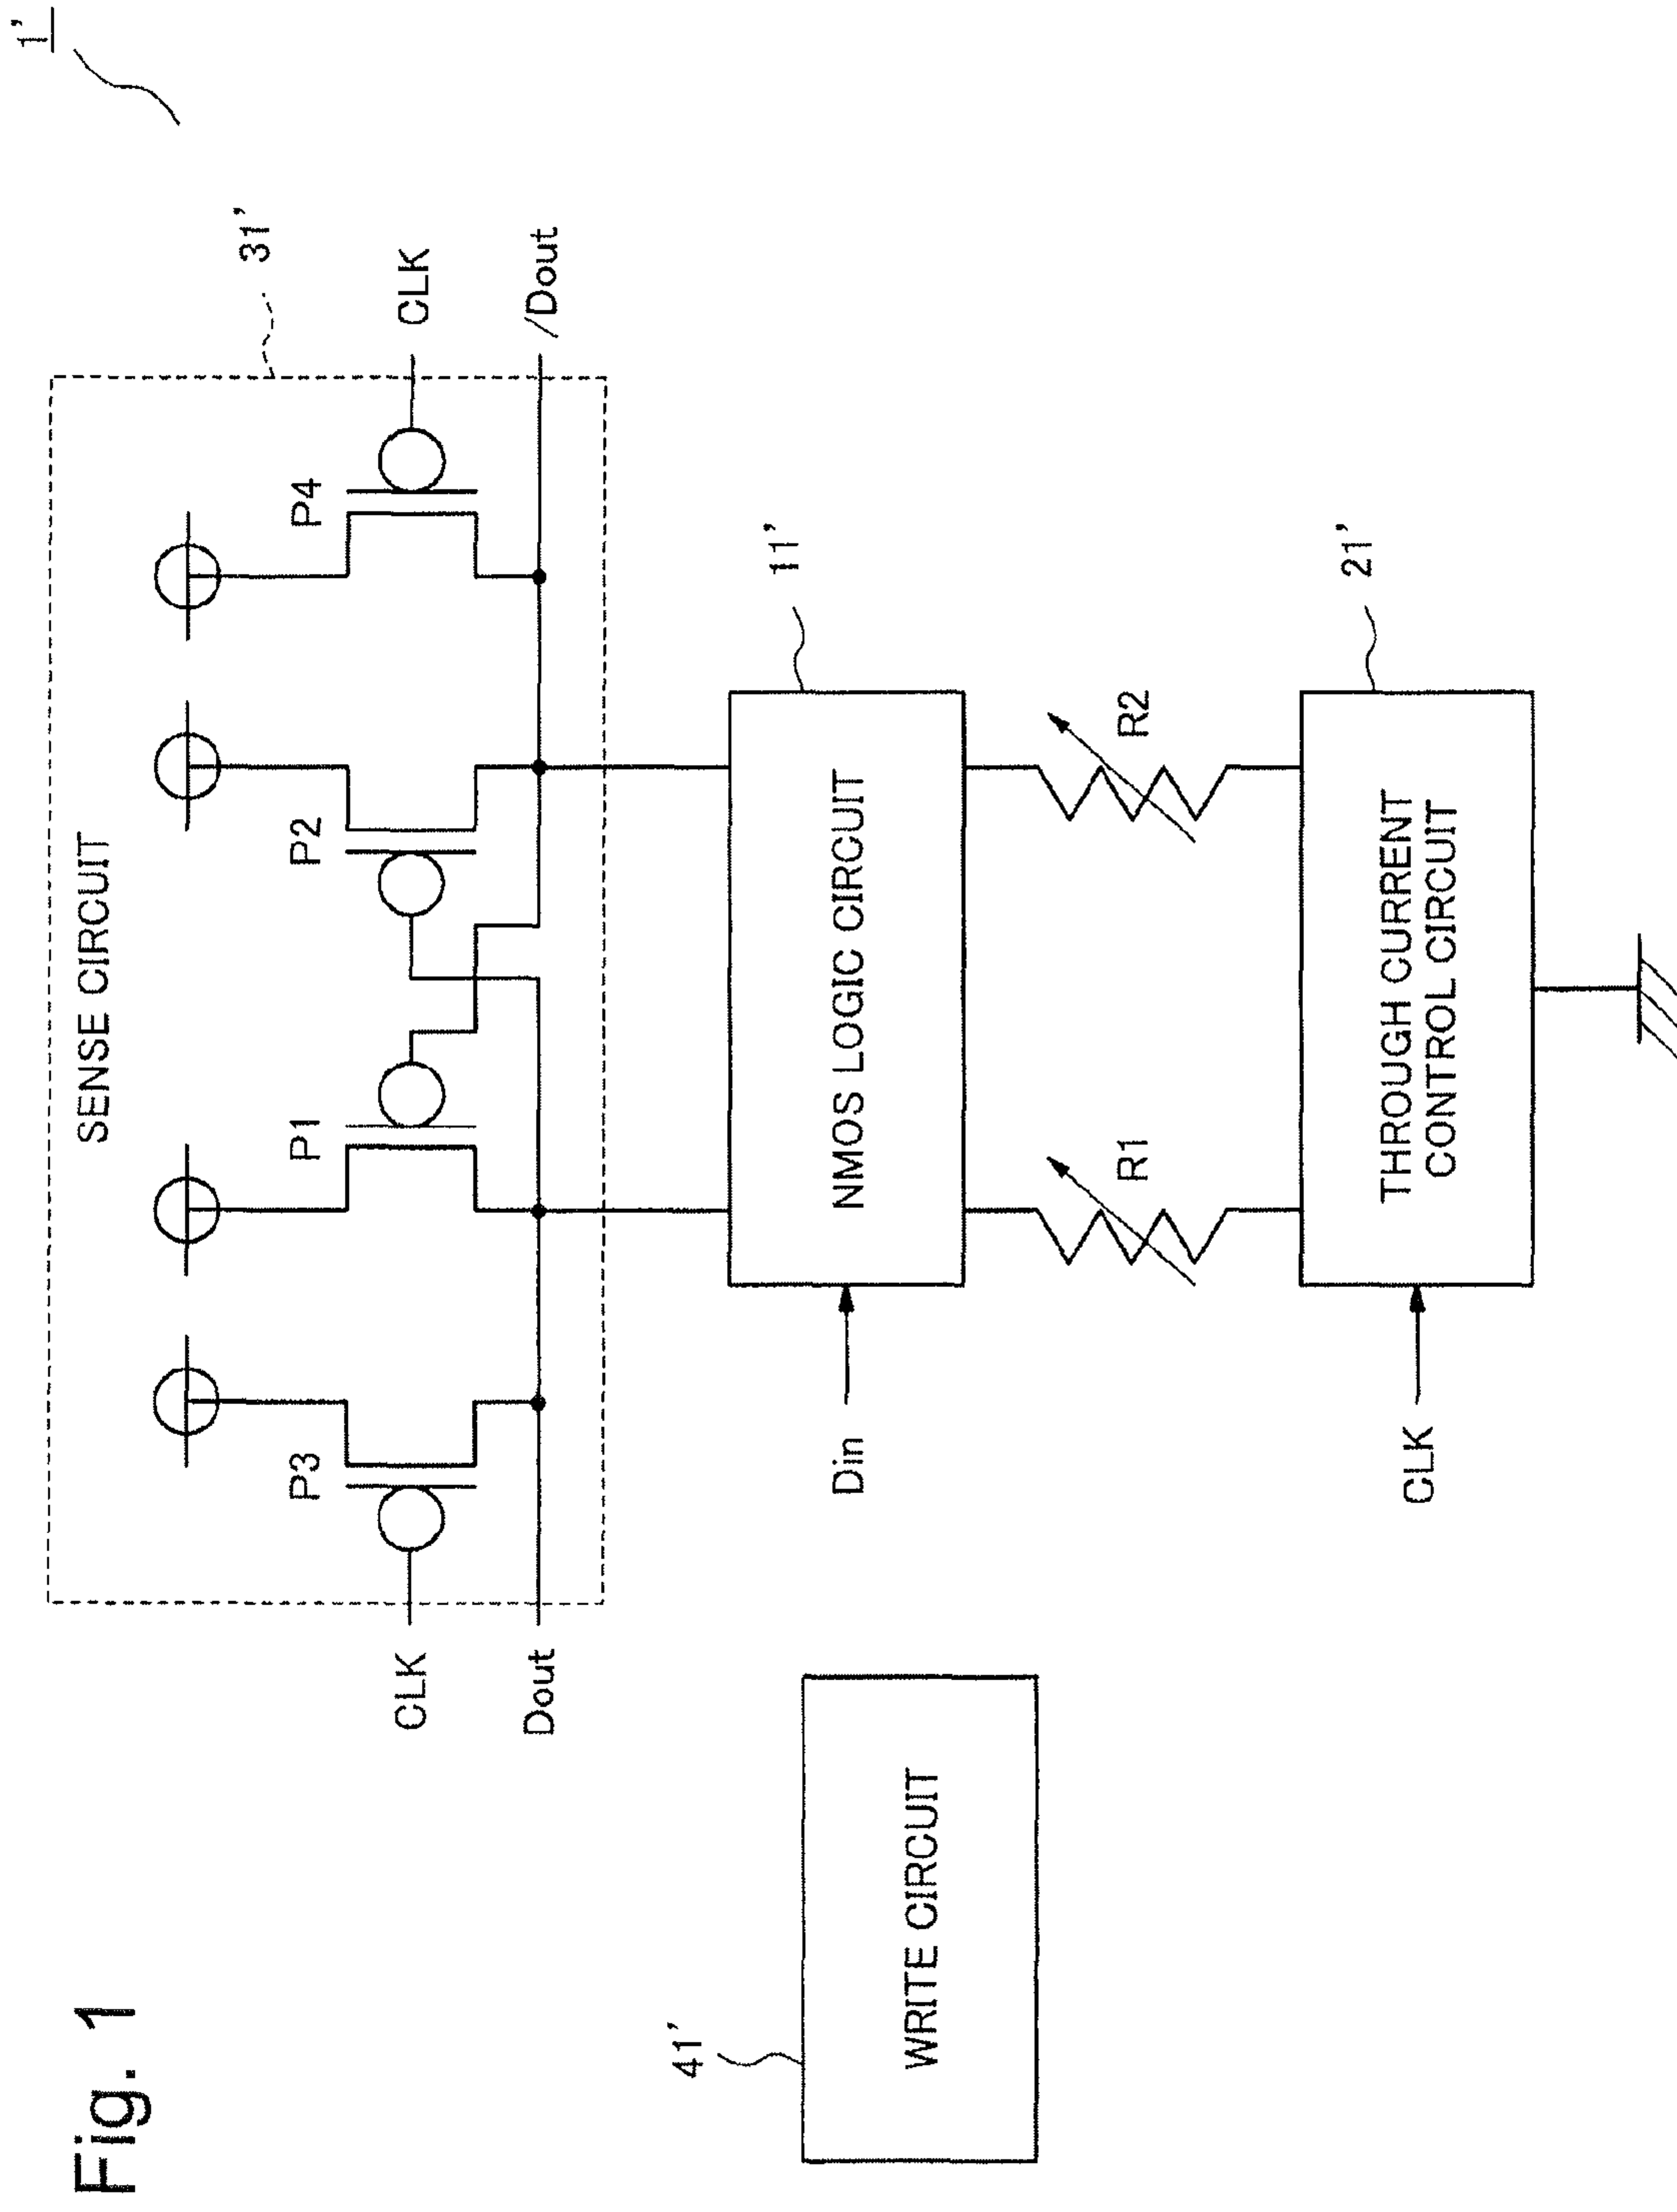 Fig. 1
1'
31'
SENSE CIRCUIT
P3
P1
P2
P4
CLK
CLK
Dout
/Dout
41'
WRITE CIRCUIT
11'
Din
NMOS LOGIC CIRCUIT
R1
R2
21'
CLK
THROUGH CURRENT
CONTROL CIRCUIT